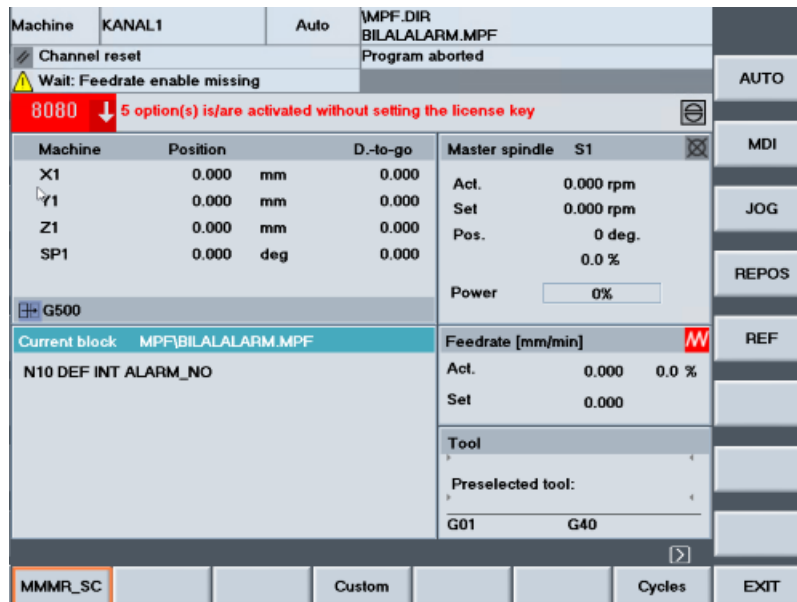 Machine KANAL1 Auto \MPF.DIR
BILALALARM.MPF
Channel reset Program aborted
Wait: Feedrate enable missing
8080 5 option(s) is/are activated without setting the license key
Machine Position D.-to-go
X1 0.000 mm 0.000
Y1 0.000 mm 0.000
Z1 0.000 mm 0.000
SP1 0.000 deg 0.000
G500
Master spindle S1
Act. 0.000 rpm
Set 0.000 rpm
Pos. 0 deg.
0.0 %
Power 0%
Current block MPF\BILALALARM.MPF
N10 DEF INT ALARM_NO
Feedrate [mm/min]
Act. 0.000 0.0 %
Set 0.000
Tool
Preselected tool:
G01 G40
AUTO
MDI
JOG
REPOS
REF
MMMR_SC Custom Cycles EXIT